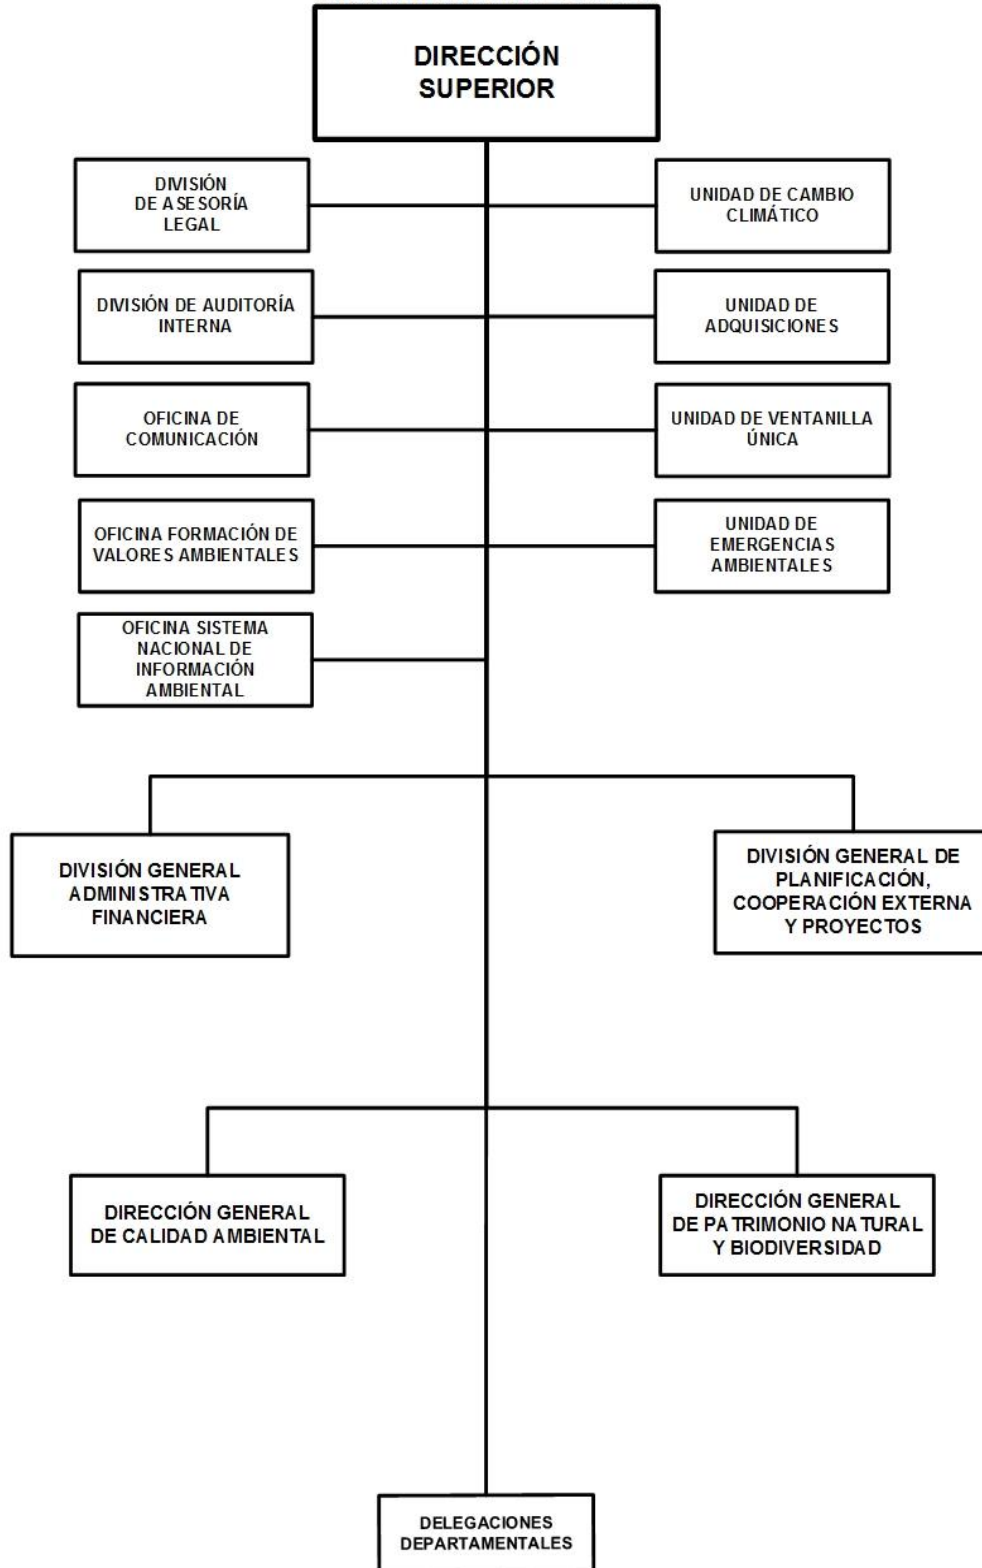 DIRECCIÓN
SUPERIOR
DIVISIÓN
DE ASESORÍA
LEGAL
UNIDAD DE CAMBIO
CLIMÁTICO
DIVISIÓN DE AUDITORÍA
INTERNA
UNIDAD DE
ADQUISICIONES
OFICINA DE
COMUNICACIÓN
UNIDAD DE VENTANILLA
ÚNICA
OFICINA FORMACIÓN DE
VALORES AMBIENTALES
UNIDAD DE
EMERGENCIAS
AMBIENTALES
OFICINA SISTEMA
NACIONAL DE
INFORMACIÓN
AMBIENTAL
DIVISIÓN GENERAL
ADMINISTRATIVA
FINANCIERA
DIVISIÓN GENERAL DE
PLANIFICACIÓN,
COOPERACIÓN EXTERNA
Y PROYECTOS
DIRECCIÓN GENERAL
DE CALIDAD AMBIENTAL
DIRECCIÓN GENERAL
DE PATRIMONIO NATURAL
Y BIODIVERSIDAD
DELEGACIONES
DEPARTAMENTALES